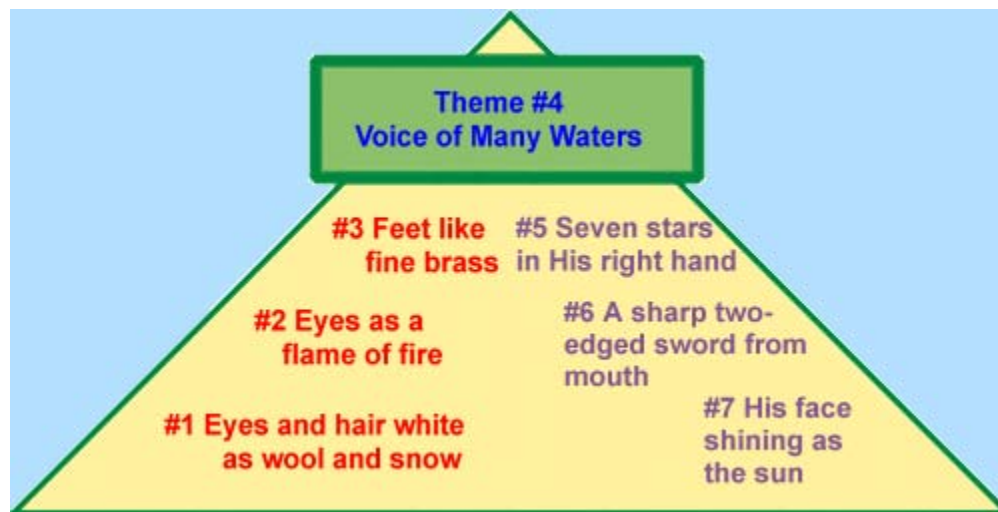 Theme #4
Voice of Many Waters
#3 Feet like
fine brass
#5 Seven stars
in His right hand
#2 Eyes as a
flame of fire
#6 A sharp two-
edged sword from
mouth
#1 Eyes and hair white
as wool and snow
#7 His face
shining as
the sun